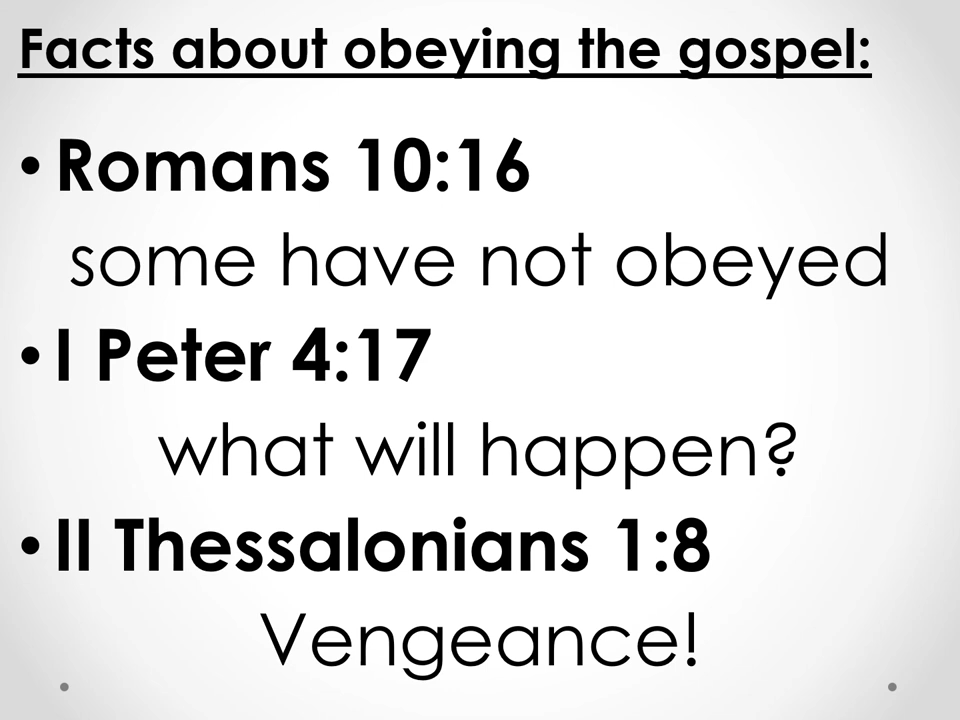 Facts about obeying the gospel:
• Romans 10:16
some have not obeyed
• I Peter 4:17
what will happen?
• II Thessalonians 1:8
Vengeance!